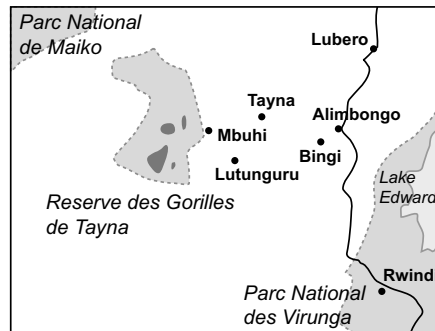 Parc National
de Maiko
Lubero
Tayna
Alimbongo
Mbuhi
Bingi
Lutunguru
Lake
Edward
Reserve des Gorilles
de Tayna
Rwind
Parc National
des Virunga